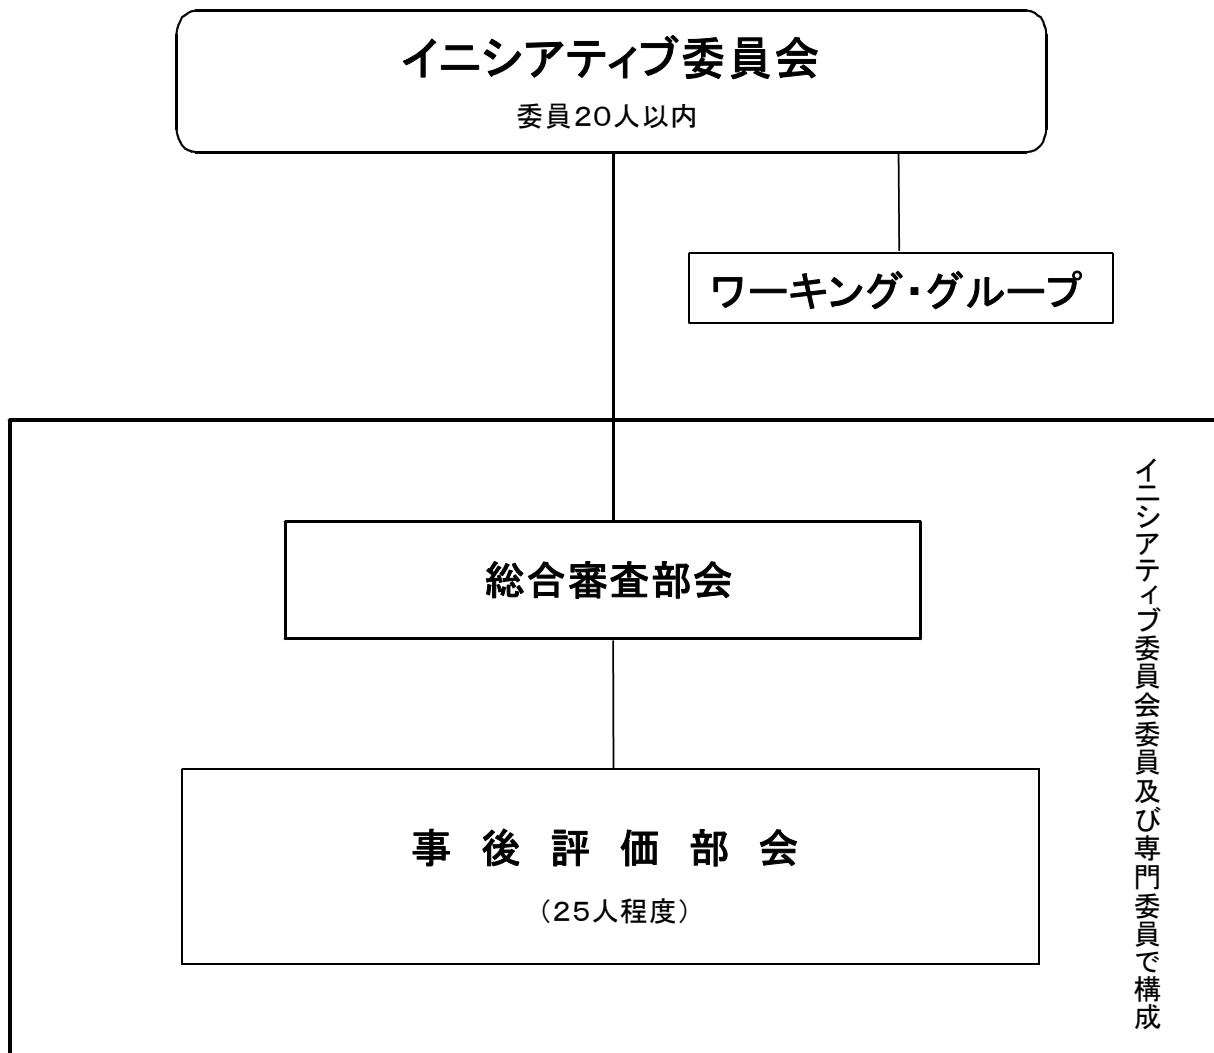 イニシアティブ委員会
委員20人以内
ワーキング・グループ
総合審査部会
事後評価部会
（25人程度）
イニシアティブ委員会委員及び専門委員で構成